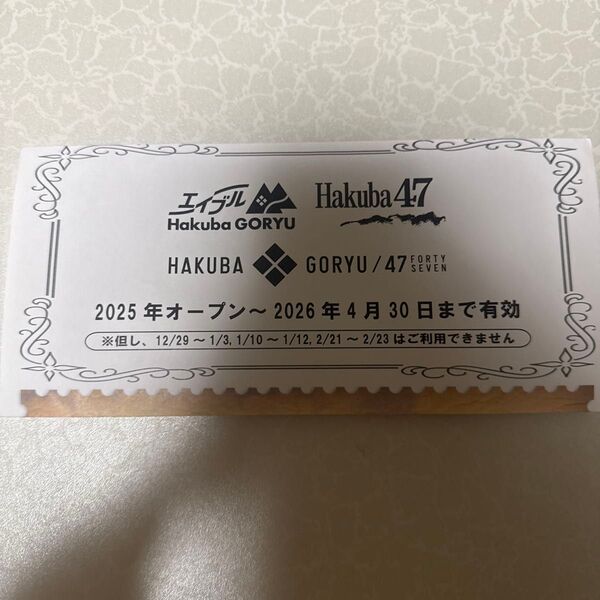 エイブル
Hakuba GORYU
Hakuba 47
HAKUBA GORYU / 47 FORTY SEVEN
2025年オープン～2026年4月30日まで有効
※但し、12/29～1/3, 1/10～1/12, 2/21～2/23はご利用できません